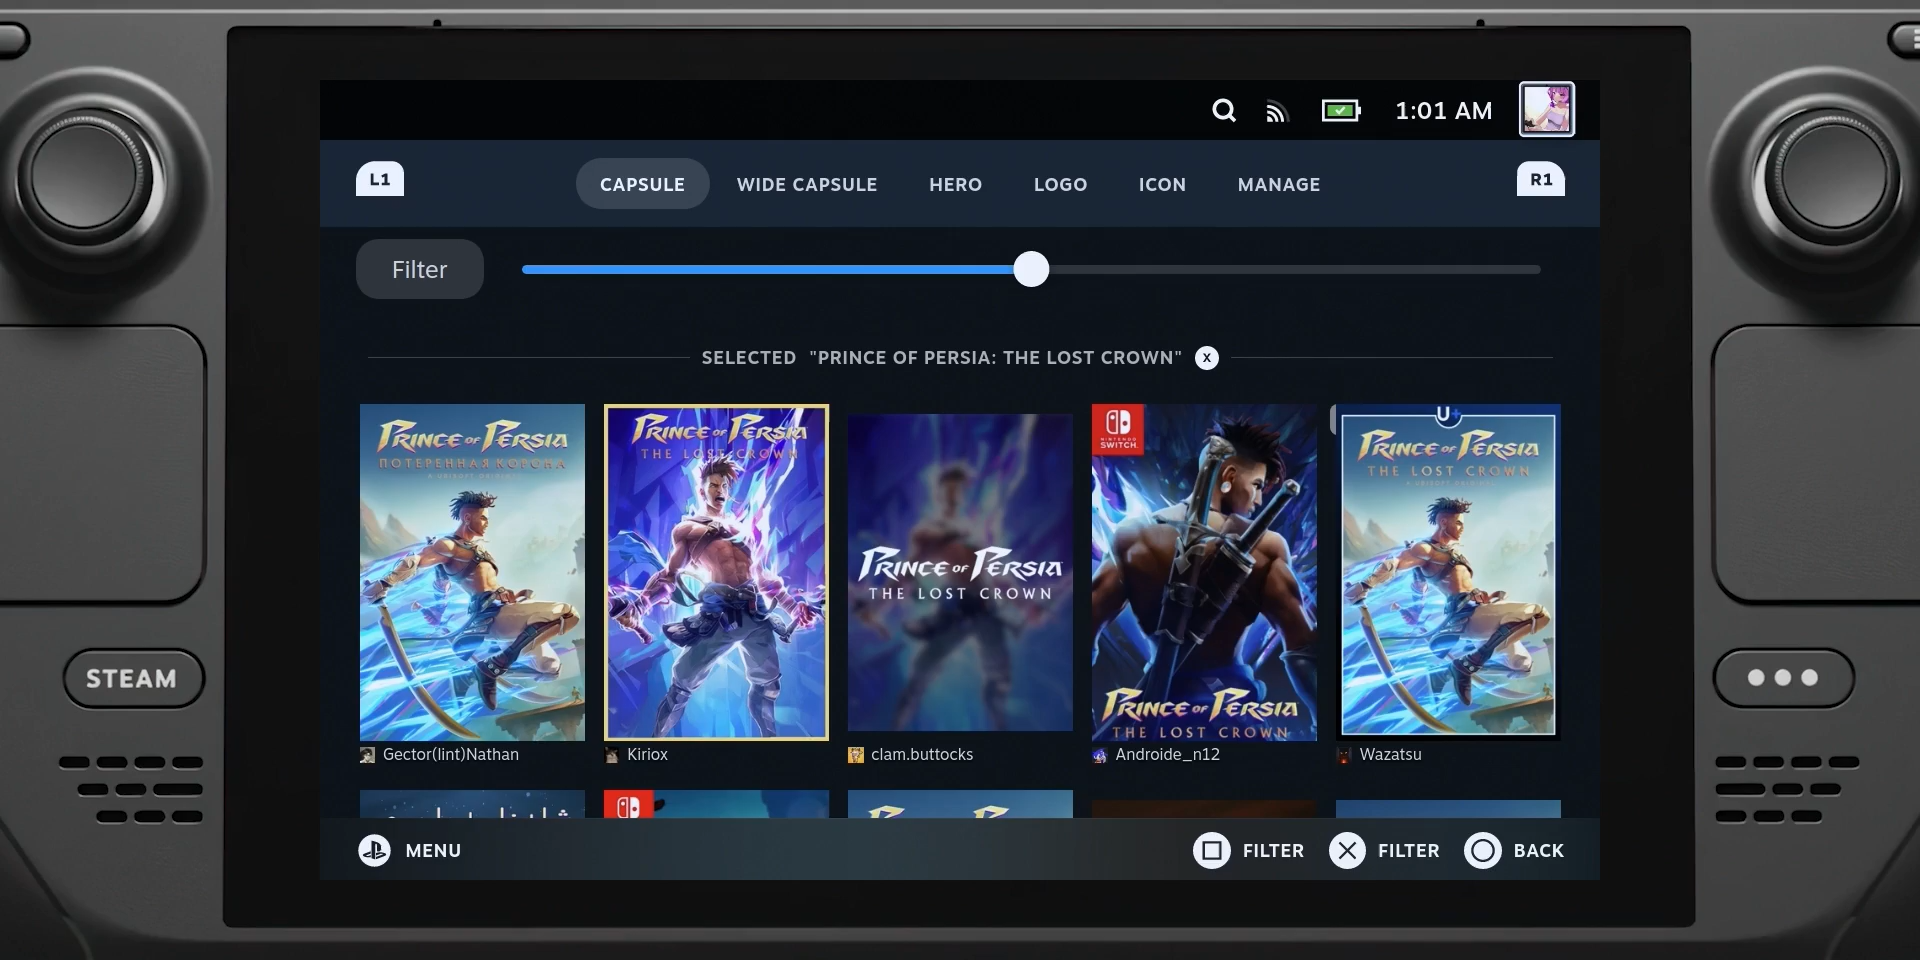 1:01 AM
L1
CAPSULE
WIDE CAPSULE
HERO
LOGO
ICON
MANAGE
R1
Filter
SELECTED "PRINCE OF PERSIA: THE LOST CROWN" X
PRINCE OF PERSIA
ПОТЕРЕННАЯ КОРОНА
PRINCE OF PERSIA
THE LOST CROWN
PRINCE OF PERSIA
THE LOST CROWN
NINTENDO
SWITCH
PRINCE OF PERSIA
THE LOST CROWN
U+
PRINCE OF PERSIA
THE LOST CROWN
Gector(lint)Nathan
Kiriox
clam.buttocks
Androide_n12
Wazatsu
STEAM
MENU
FILTER
FILTER
BACK